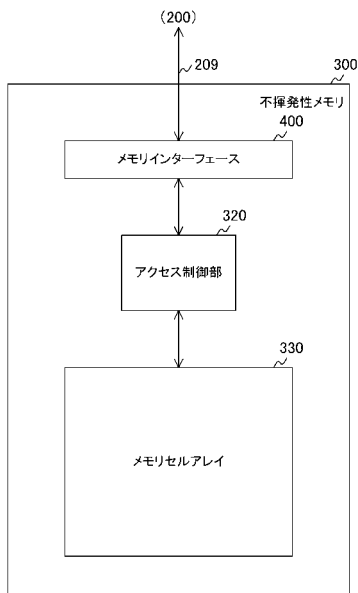 (200)
209
300
不揮発性メモリ
400
メモリインターフェース
320
アクセス制御部
330
メモリセルアレイ